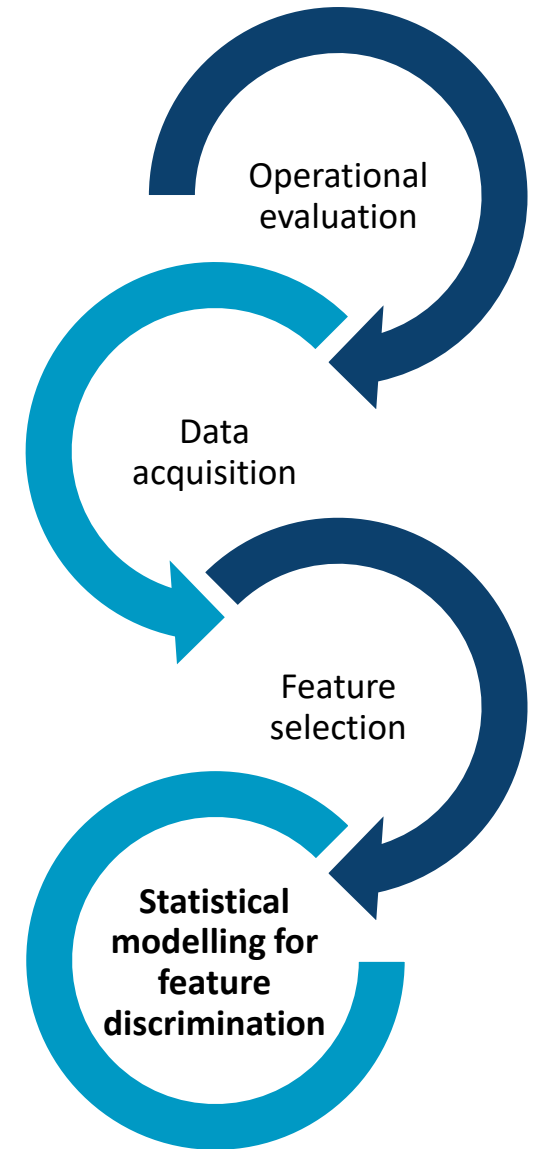 Operational
evaluation
Data
acquisition
Feature
selection
Statistical
modelling for
feature
discrimination